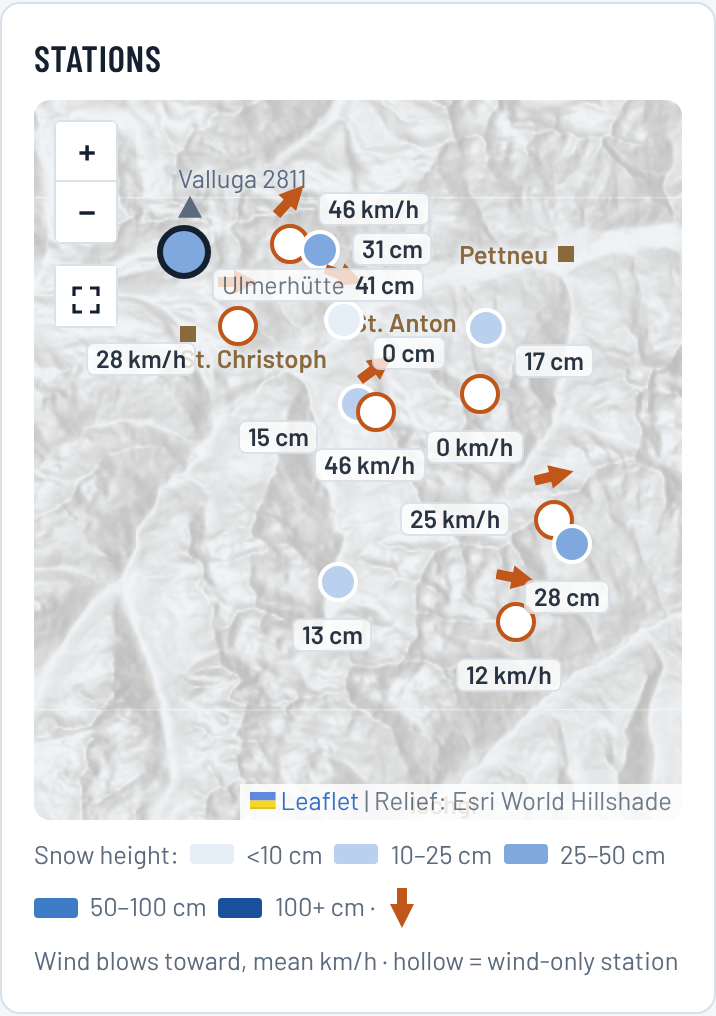 STATIONS
+
−
Valluga 2811
46 km/h
31 cm
Pettneu
Ulmerhütte
41 cm
St. Anton
0 cm
17 cm
28 km/h
St. Christoph
15 cm
46 km/h
0 km/h
25 km/h
28 cm
13 cm
12 km/h
Leaflet | Relief: Esri World Hillshade
Snow height: <10 cm 10–25 cm 25–50 cm
50–100 cm 100+ cm ·
Wind blows toward, mean km/h · hollow = wind-only station